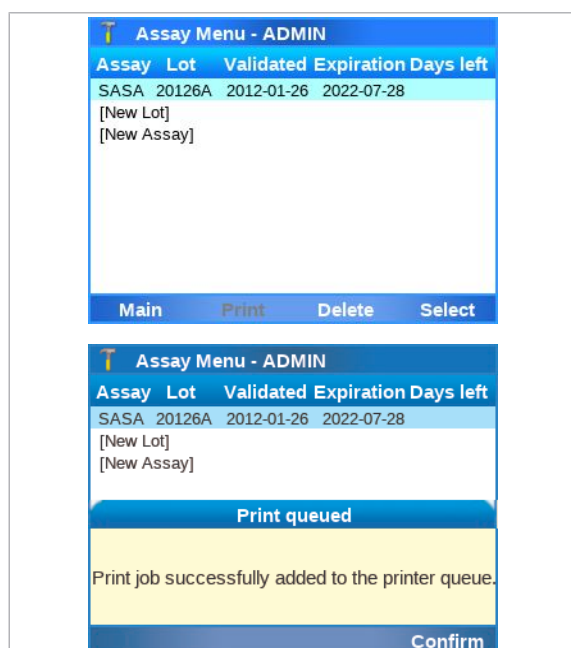 Assay Menu - ADMIN
Assay Lot Validated Expiration Days left
SASA 20126A 2012-01-26 2022-07-28
[New Lot]
[New Assay]
Main Print Delete Select
Assay Menu - ADMIN
Assay Lot Validated Expiration Days left
SASA 20126A 2012-01-26 2022-07-28
[New Lot]
[New Assay]
Print queued
Print job successfully added to the printer queue.
Confirm